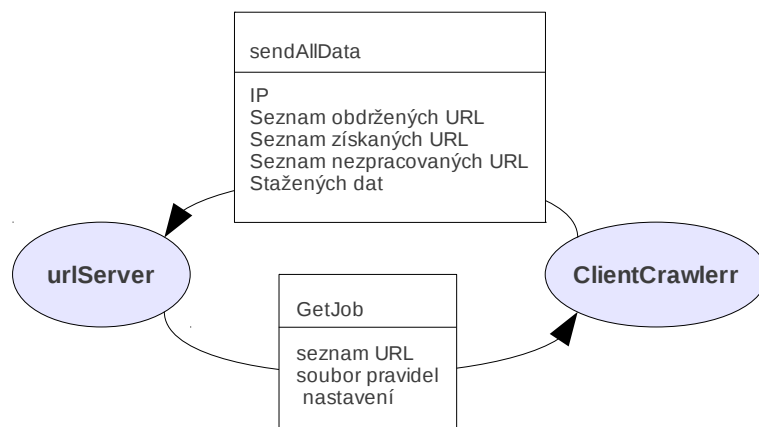 sendAllData
IP
Seznam obdržených URL
Seznam získaných URL
Seznam nezpracovaných URL
Stažených dat
urlServer
ClientCrawlerr
GetJob
seznam URL
soubor pravidel
nastavení